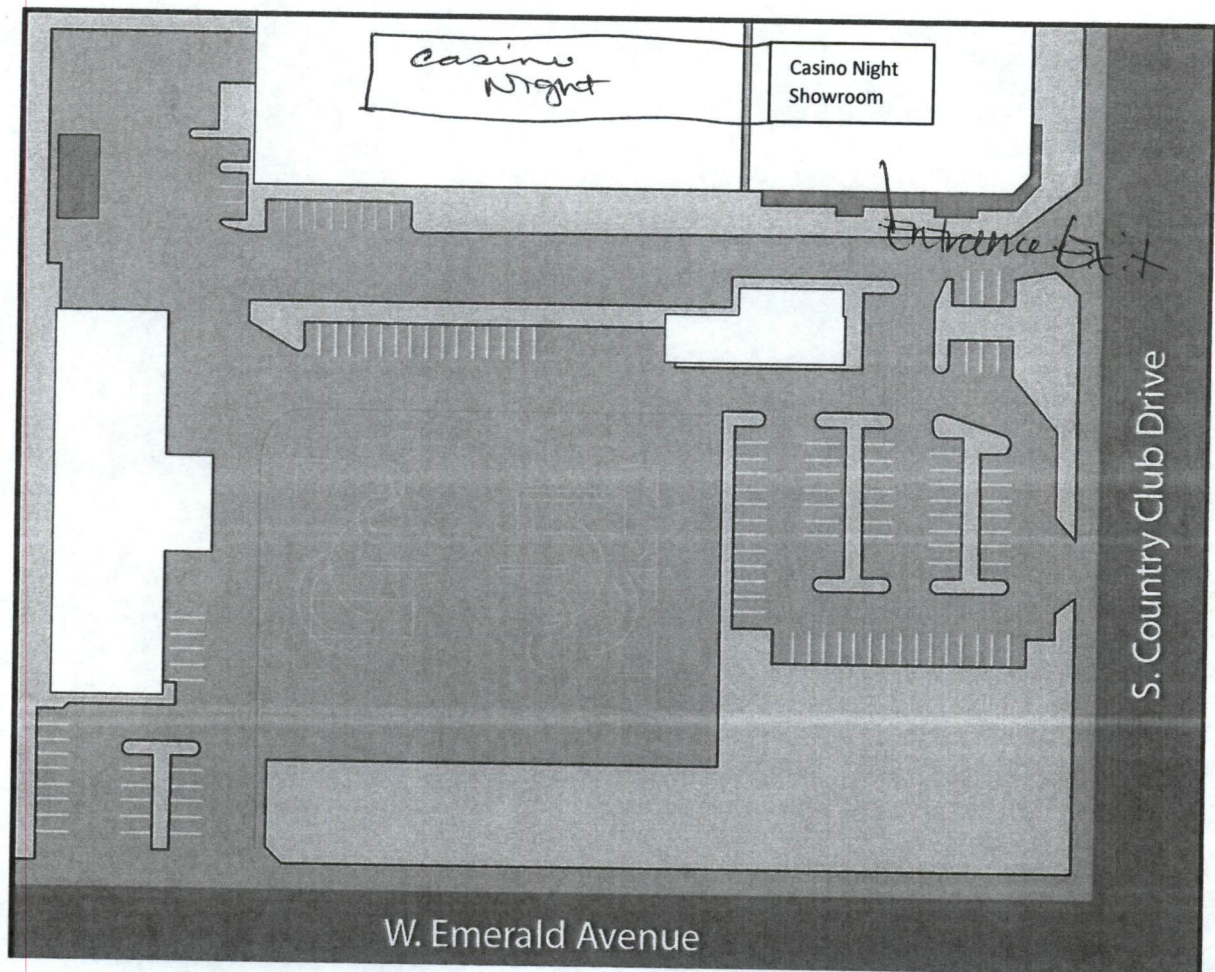 Casino
Night
Casino Night
Showroom
Entrance Exit
S. Country Club Drive
W. Emerald Avenue